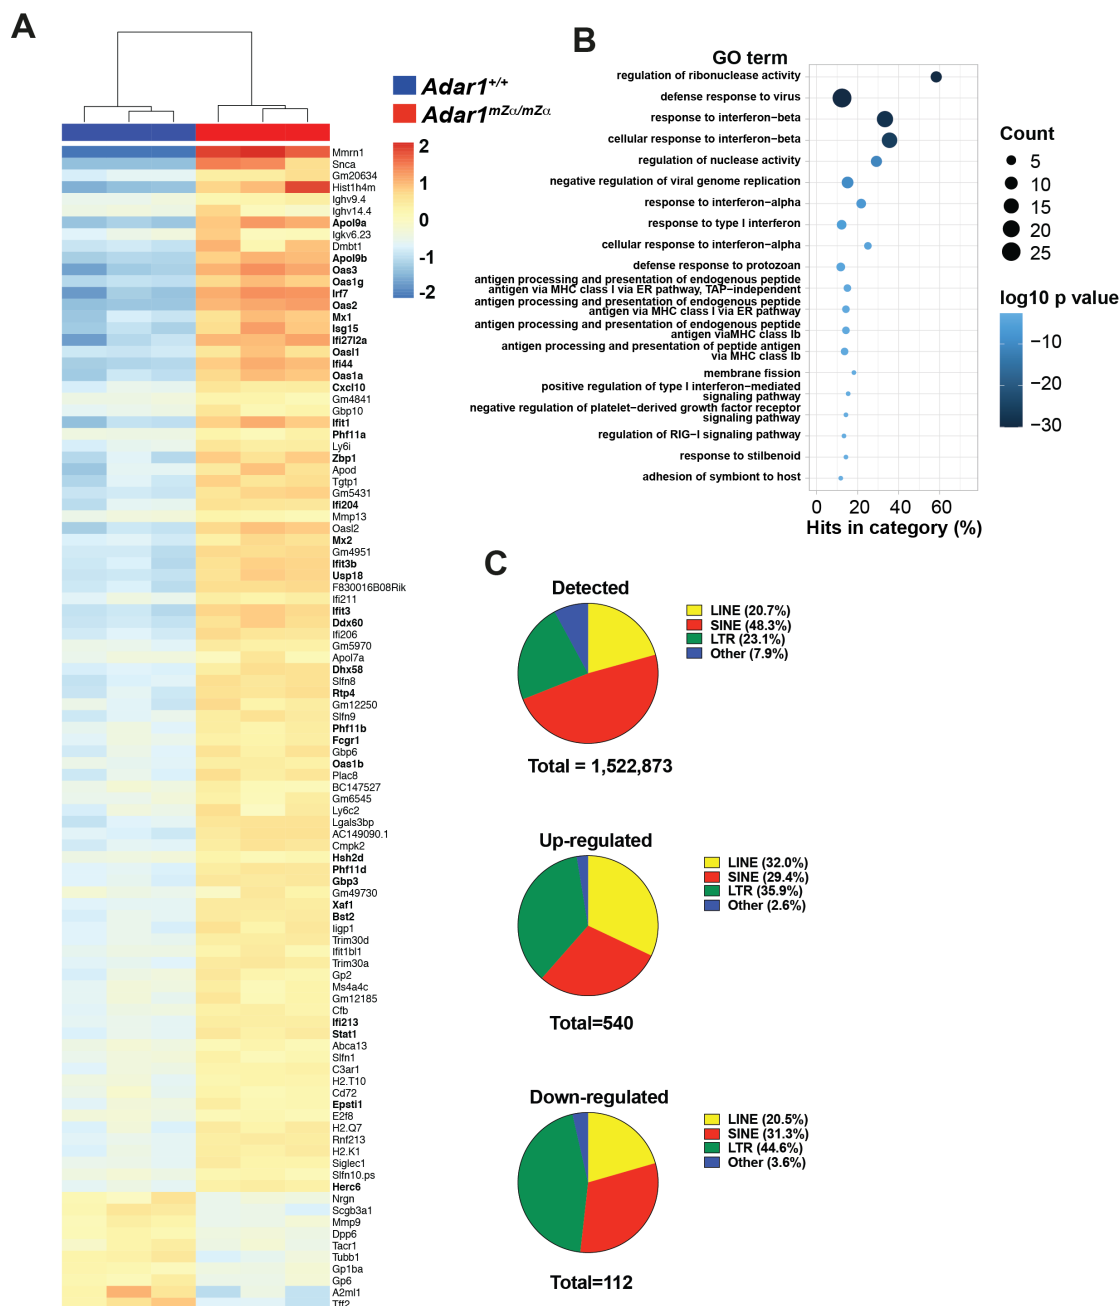 A
Adar1+/+
Adar1mZα/mZα
2
1
0
-1
-2
Mmrn1
Snca
Gm20634
Hist1h4m
Ighv9.4
Ighv14.4
Apol9a
Igkv6.23
Dmbt1
Apol9b
Oas3
Oas1g
Irf7
Oas2
Mx1
Isg15
Ifi27l2a
Oasl1
Ifi44
Oas1a
Cxcl10
Gm4841
Gbp10
Ifit1
Phf11a
Ly6i
Zbp1
Apod
Tgtp1
Gm5431
Ifi204
Mmp13
Oasl2
Mx2
Gm4951
Ifit3b
Usp18
F830016B08Rik
Ifi211
Ifit3
Ddx60
Ifi206
Gm5970
Apol7a
Dhx58
Slfn8
Rtp4
Gm12250
Slfn9
Phf11b
Fcgr1
Gbp6
Oas1b
Plac8
BC147527
Gm6545
Ly6c2
Lgals3bp
AC149090.1
Cmpk2
Hsh2d
Phf11d
Gbp3
Gm49730
Xaf1
Bst2
Iigp1
Trim30d
Ifit1bl1
Trim30a
Gp2
Ms4a4c
Gm12185
Cfb
Ifi213
Stat1
Abca13
Slfn1
C3ar1
H2.T10
Cd72
Epsti1
E2f8
H2.Q7
Rnf213
H2.K1
Siglec1
Slfn10.ps
Herc6
Nrgn
Scgb3a1
Mmp9
Dpp6
Tacr1
Tubb1
Gp1ba
Gp6
A2ml1
Tff2
B
GO term
regulation of ribonuclease activity
defense response to virus
response to interferon−beta
cellular response to interferon−beta
regulation of nuclease activity
negative regulation of viral genome replication
response to interferon−alpha
response to type I interferon
cellular response to interferon−alpha
defense response to protozoan
antigen processing and presentation of endogenous peptide
antigen via MHC class I via ER pathway, TAP−independent
antigen processing and presentation of endogenous peptide
antigen via MHC class I via ER pathway
antigen processing and presentation of endogenous peptide
antigen viaMHC class Ib
antigen processing and presentation of peptide antigen
via MHC class Ib
membrane fission
positive regulation of type I interferon−mediated
signaling pathway
negative regulation of platelet−derived growth factor receptor
signaling pathway
regulation of RIG−I signaling pathway
response to stilbenoid
adhesion of symbiont to host
0 20 40 60
Hits in category (%)
Count
5
10
15
20
25
log10 p value
−10
−20
−30
C
Detected
LINE (20.7%)
SINE (48.3%)
LTR (23.1%)
Other (7.9%)
Total = 1,522,873
Up-regulated
LINE (32.0%)
SINE (29.4%)
LTR (35.9%)
Other (2.6%)
Total=540
Down-regulated
LINE (20.5%)
SINE (31.3%)
LTR (44.6%)
Other (3.6%)
Total=112